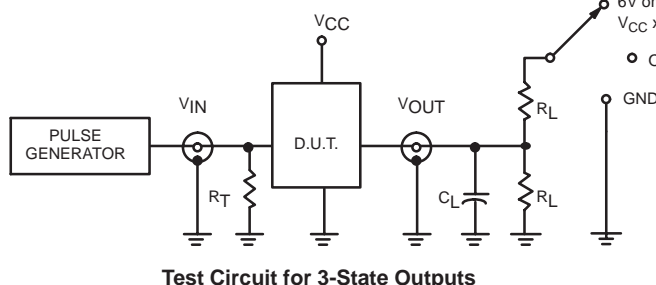 6V or
VCC x
VCC
VIN
VOUT
RL
GND
PULSE
GENERATOR
D.U.T.
RT
CL
RL
Test Circuit for 3-State Outputs